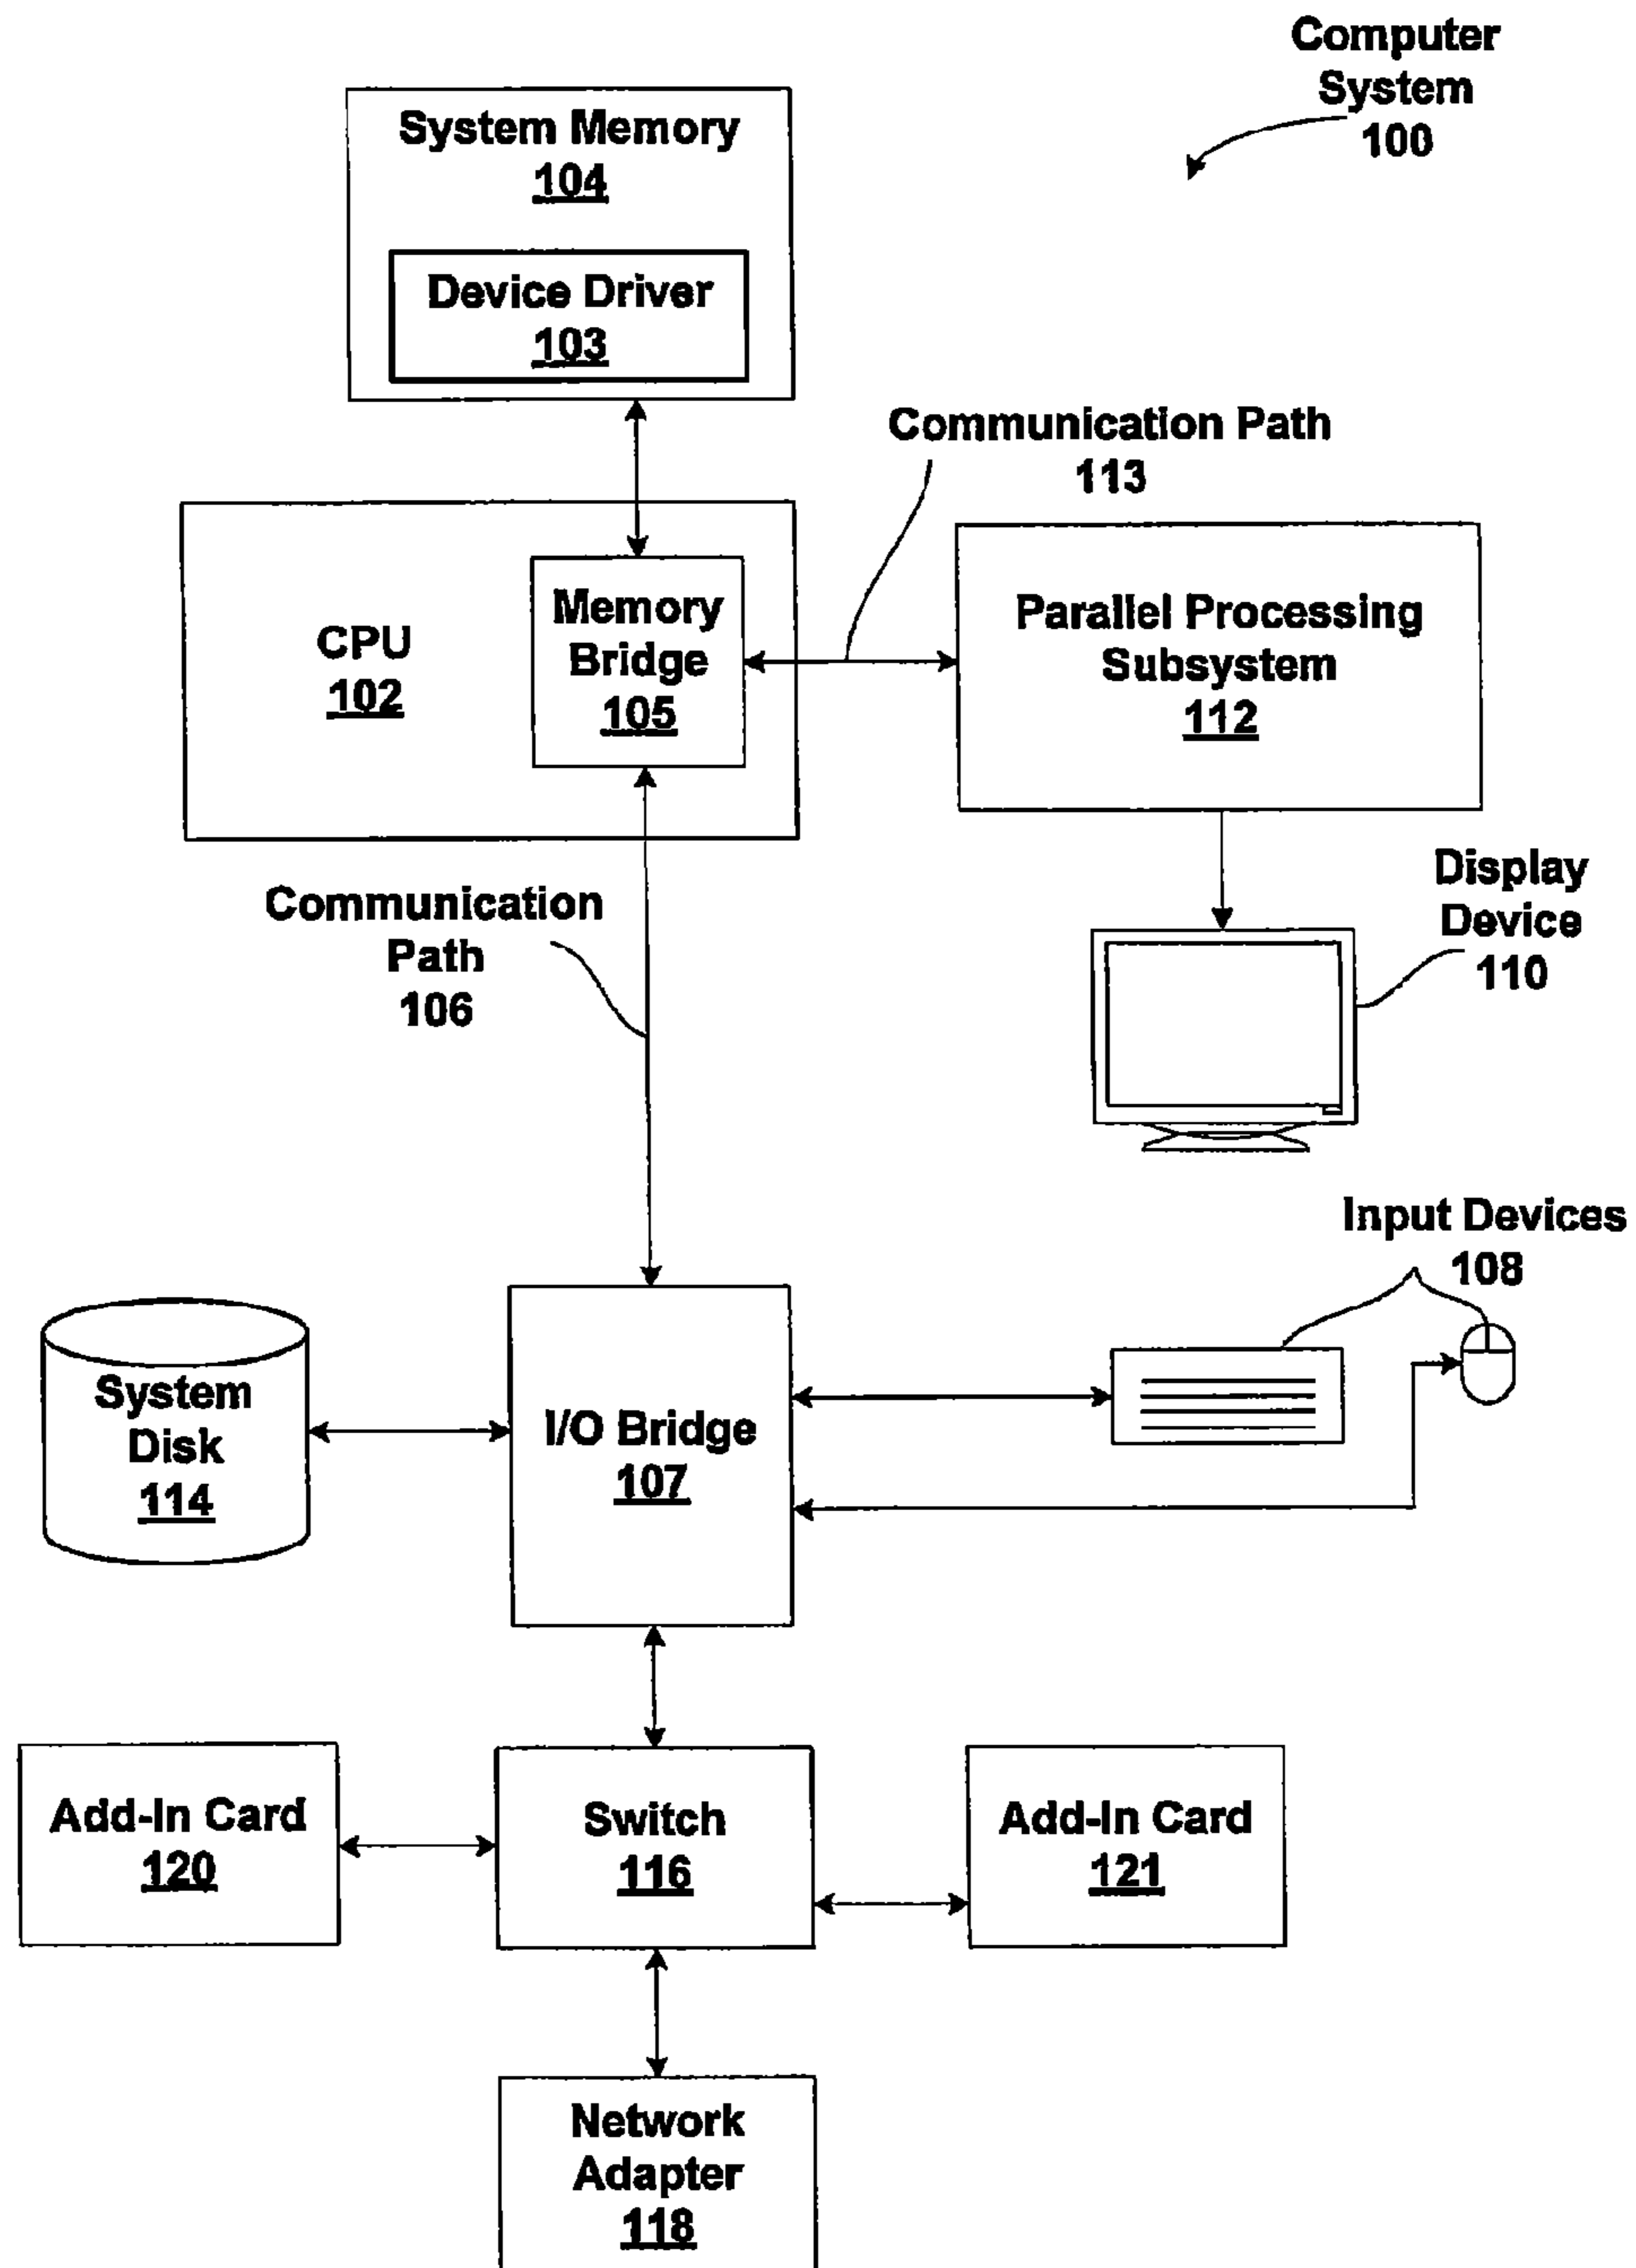 Computer
System
100
System Memory
104
Device Driver
103
Communication Path
113
CPU
102
Memory
Bridge
105
Parallel Processing
Subsystem
112
Communication
Path
106
Display
Device
110
Input Devices
108
System
Disk
114
I/O Bridge
107
Add-In Card
120
Switch
116
Add-In Card
121
Network
Adapter
118